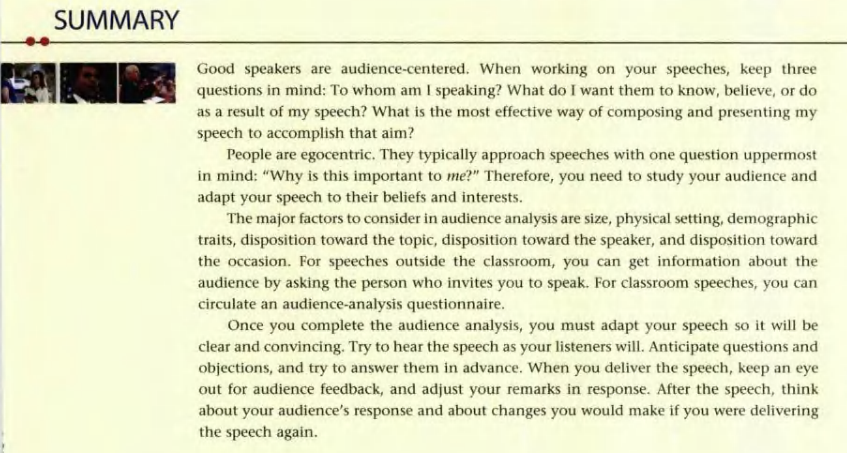 SUMMARY
Good speakers are audience-centered. When working on your speeches, keep three
questions in mind: To whom am I speaking? What do I want them to know, believe, or do
as a result of my speech? What is the most effective way of composing and presenting my
speech to accomplish that aim?
People are egocentric. They typically approach speeches with one question uppermost
in mind: "Why is this important to me?" Therefore, you need to study your audience and
adapt your speech to their beliefs and interests.
The major factors to consider in audience analysis are size, physical setting, demographic
traits, disposition toward the topic, disposition toward the speaker, and disposition toward
the occasion. For speeches outside the classroom, you can get information about the
audience by asking the person who invites you to speak. For classroom speeches, you can
circulate an audience-analysis questionnaire.
Once you complete the audience analysis, you must adapt your speech so it will be
clear and convincing. Try to hear the speech as your listeners will. Anticipate questions and
objections, and try to answer them in advance. When you deliver the speech, keep an eye
out for audience feedback, and adjust your remarks in response. After the speech, think
about your audience's response and about changes you would make if you were delivering
the speech again.